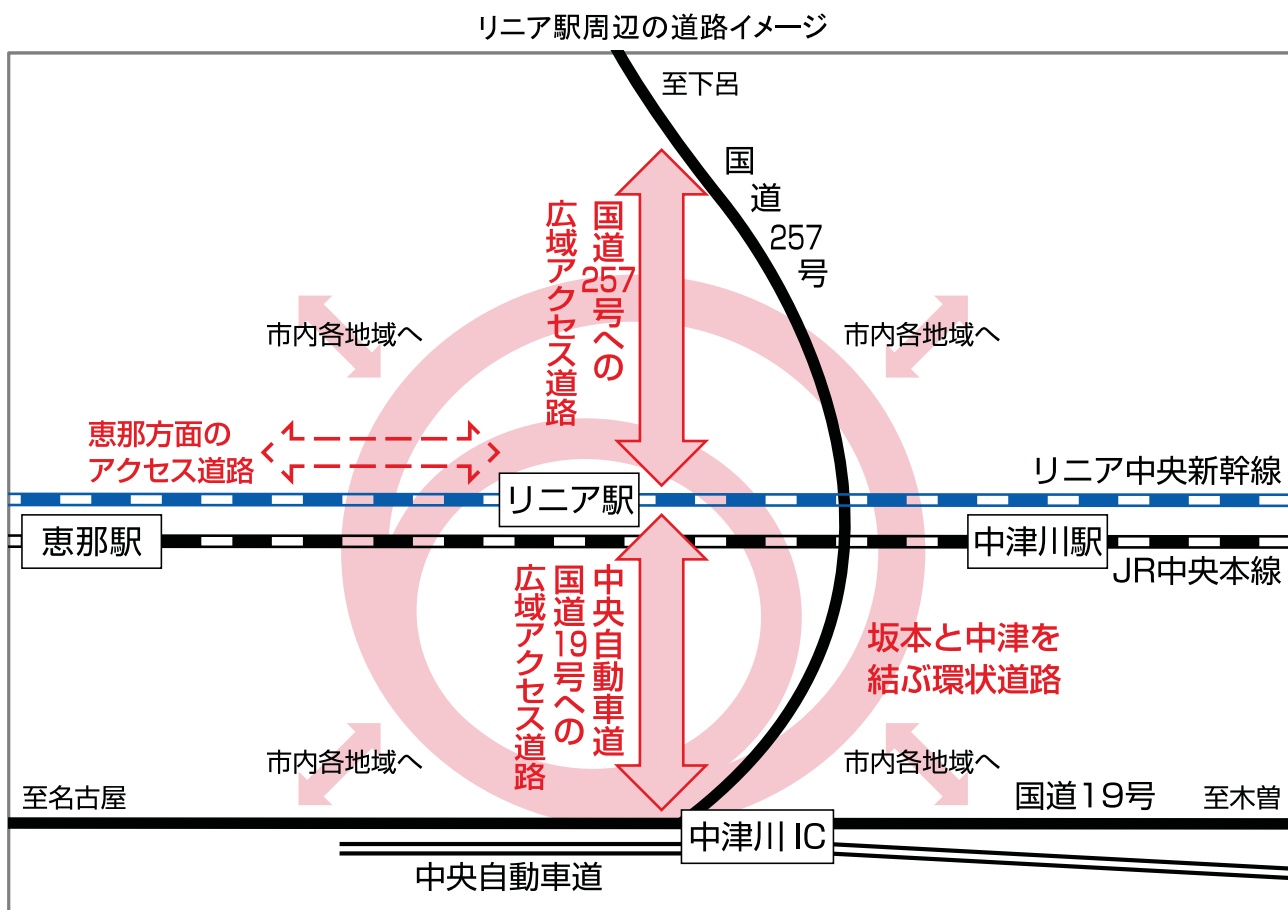 リニア駅周辺の道路イメージ
至下呂
国道257号
国道257号への
広域アクセス道路
市内各地域へ
市内各地域へ
恵那方面の
アクセス道路
リニア駅
リニア中央新幹線
恵那駅
中津川駅
JR中央本線
中央自動車道
国道19号への
広域アクセス道路
坂本と中津を
結ぶ環状道路
市内各地域へ
市内各地域へ
至名古屋
国道19号
至木曽
中津川IC
中央自動車道